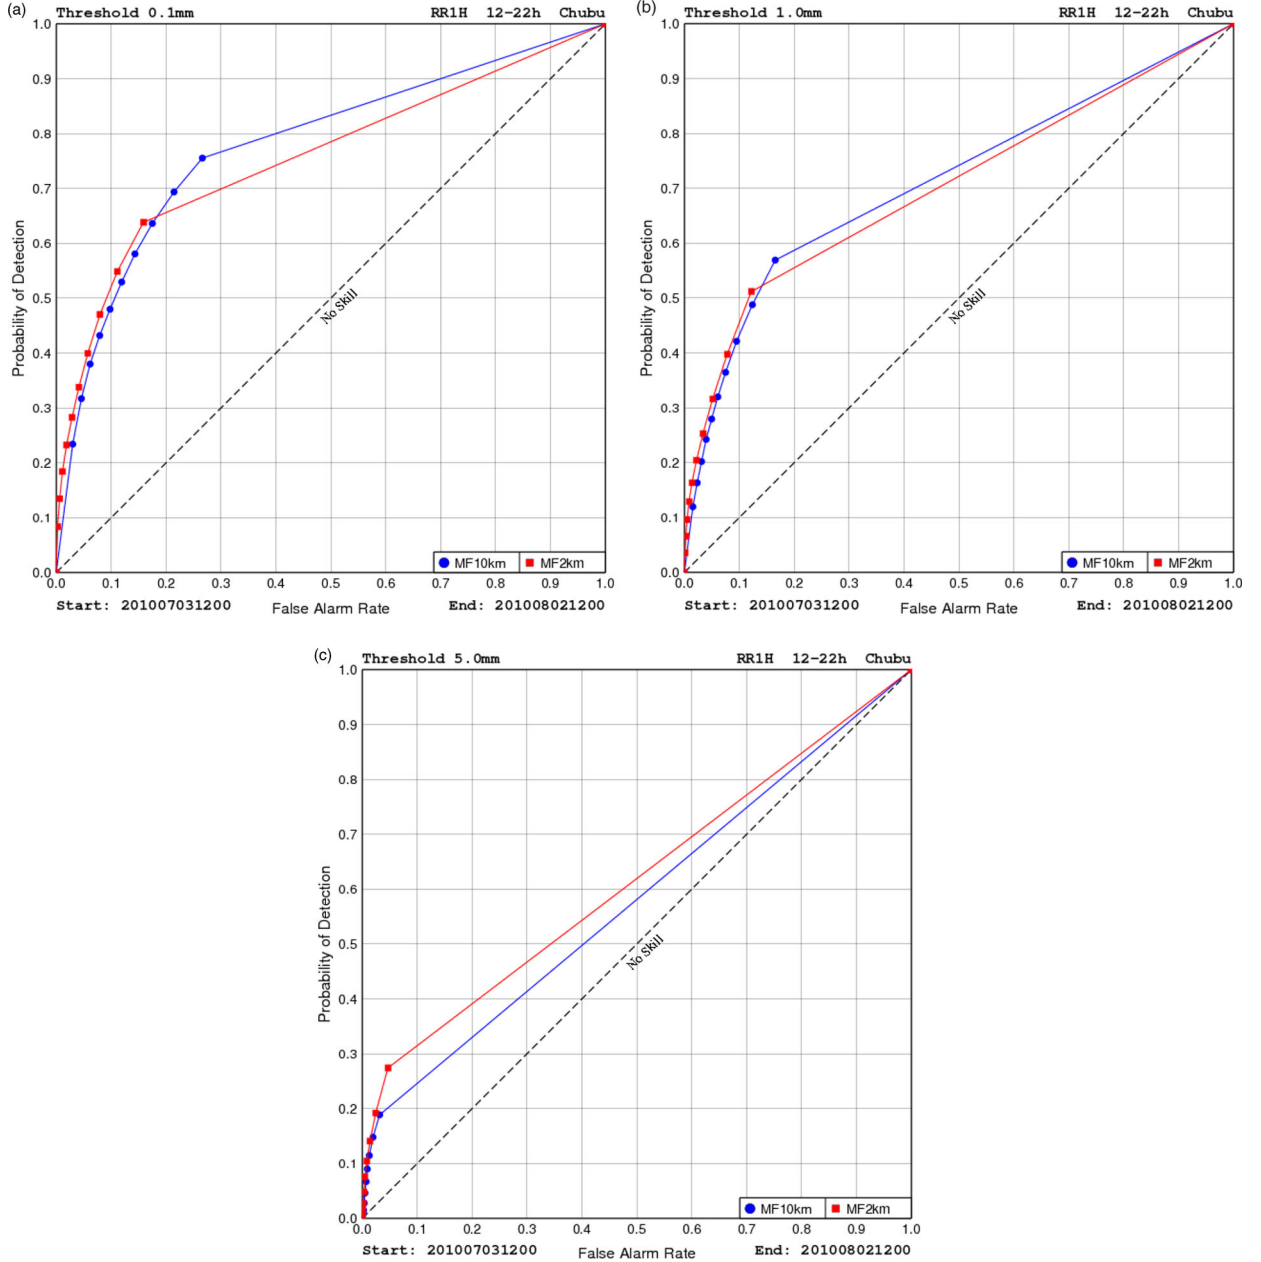 (a)
Threshold 0.1mm RR1H 12-22h Chubu
1.0
0.9
0.8
0.7
0.6
0.5
0.4
0.3
0.2
0.1
0.0
Probability of Detection
No Skill
MF10km MF2km
0.0 0.1 0.2 0.3 0.4 0.5 0.6 0.7 0.8 0.9 1.0
Start: 201007031200 False Alarm Rate End: 201008021200
(b)
Threshold 1.0mm RR1H 12-22h Chubu
1.0
0.9
0.8
0.7
0.6
0.5
0.4
0.3
0.2
0.1
0.0
Probability of Detection
No Skill
MF10km MF2km
0.0 0.1 0.2 0.3 0.4 0.5 0.6 0.7 0.8 0.9 1.0
Start: 201007031200 False Alarm Rate End: 201008021200
(c)
Threshold 5.0mm RR1H 12-22h Chubu
1.0
0.9
0.8
0.7
0.6
0.5
0.4
0.3
0.2
0.1
0.0
Probability of Detection
No Skill
MF10km MF2km
0.0 0.1 0.2 0.3 0.4 0.5 0.6 0.7 0.8 0.9 1.0
Start: 201007031200 False Alarm Rate End: 201008021200